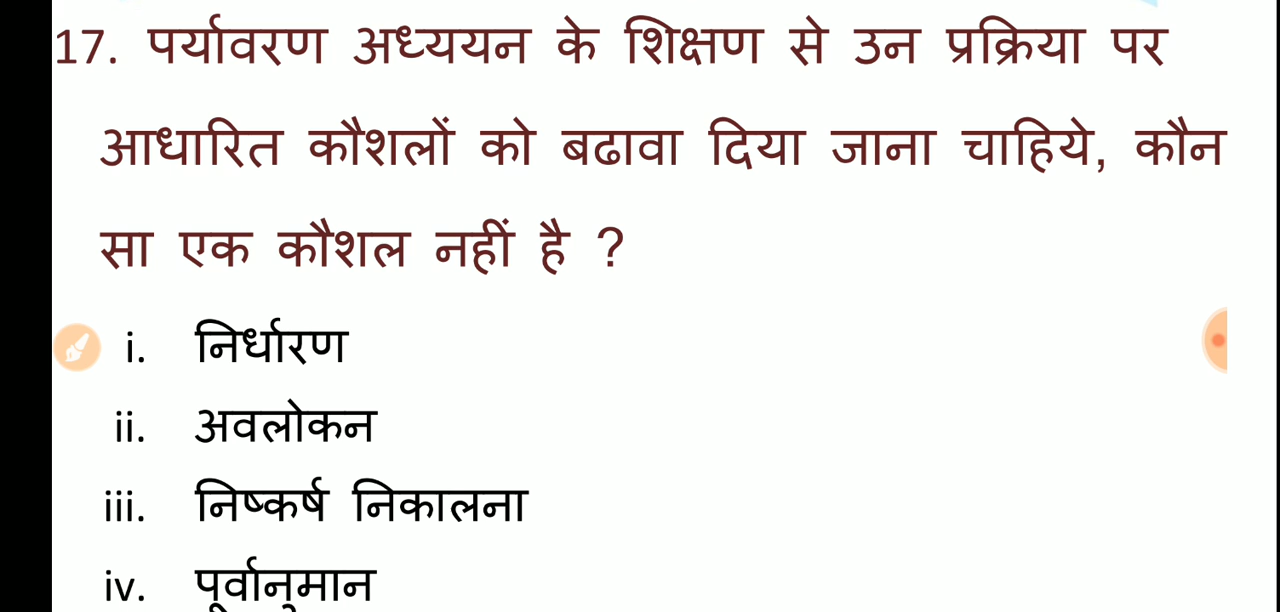 17. पर्यावरण अध्ययन के शिक्षण से उन प्रक्रिया पर
आधारित कौशलों को बढावा दिया जाना चाहिये, कौन
सा एक कौशल नहीं है ?
i. निर्धारण
ii. अवलोकन
iii. निष्कर्ष निकालना
iv. पूर्वानुमान